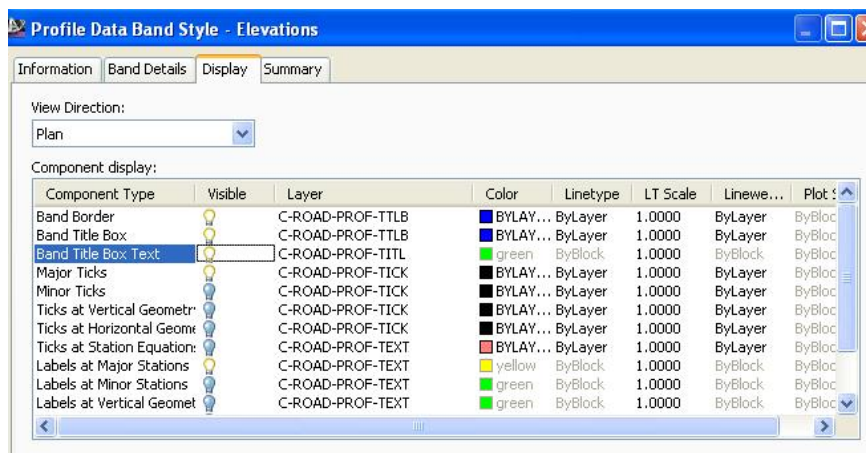 Profile Data Band Style - Elevations
Information Band Details Display Summary
View Direction:
Plan
Component display:
Component Type Visible Layer Color Linetype LT Scale Linewe... Plot S
Band Border C-ROAD-PROF-TTLB BYLAY... ByLayer 1.0000 ByLayer ByBloc
Band Title Box C-ROAD-PROF-TTLB BYLAY... ByLayer 1.0000 ByLayer ByBloc
Band Title Box Text C-ROAD-PROF-TITL green ByBlock 1.0000 ByBlock ByBloc
Major Ticks C-ROAD-PROF-TICK BYLAY... ByLayer 1.0000 ByLayer ByBloc
Minor Ticks C-ROAD-PROF-TICK BYLAY... ByLayer 1.0000 ByLayer ByBloc
Ticks at Vertical Geometr C-ROAD-PROF-TICK BYLAY... ByLayer 1.0000 ByLayer ByBloc
Ticks at Horizontal Geome C-ROAD-PROF-TICK BYLAY... ByLayer 1.0000 ByLayer ByBloc
Ticks at Station Equation: C-ROAD-PROF-TEXT BYLAY... ByLayer 1.0000 ByLayer ByBloc
Labels at Major Stations C-ROAD-PROF-TEXT yellow ByBlock 1.0000 ByBlock ByBloc
Labels at Minor Stations C-ROAD-PROF-TEXT green ByBlock 1.0000 ByBlock ByBloc
Labels at Vertical Geomet C-ROAD-PROF-TEXT green ByBlock 1.0000 ByBlock ByBloc